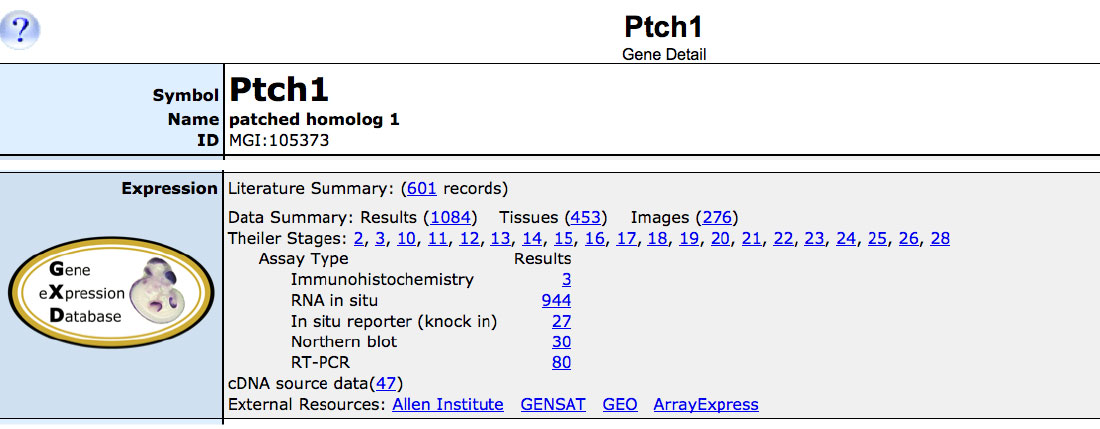 ?
Ptch1
Gene Detail
Symbol Ptch1
Name patched homolog 1
ID MGI:105373
Expression Literature Summary: (601 records)
Data Summary: Results (1084) Tissues (453) Images (276)
Theiler Stages: 2, 3, 10, 11, 12, 13, 14, 15, 16, 17, 18, 19, 20, 21, 22, 23, 24, 25, 26, 28
Assay Type Results
Immunohistochemistry 3
RNA in situ 944
In situ reporter (knock in) 27
Northern blot 30
RT-PCR 80
cDNA source data(47)
External Resources: Allen Institute GENSAT GEO ArrayExpress
Gene
eXpression
Database